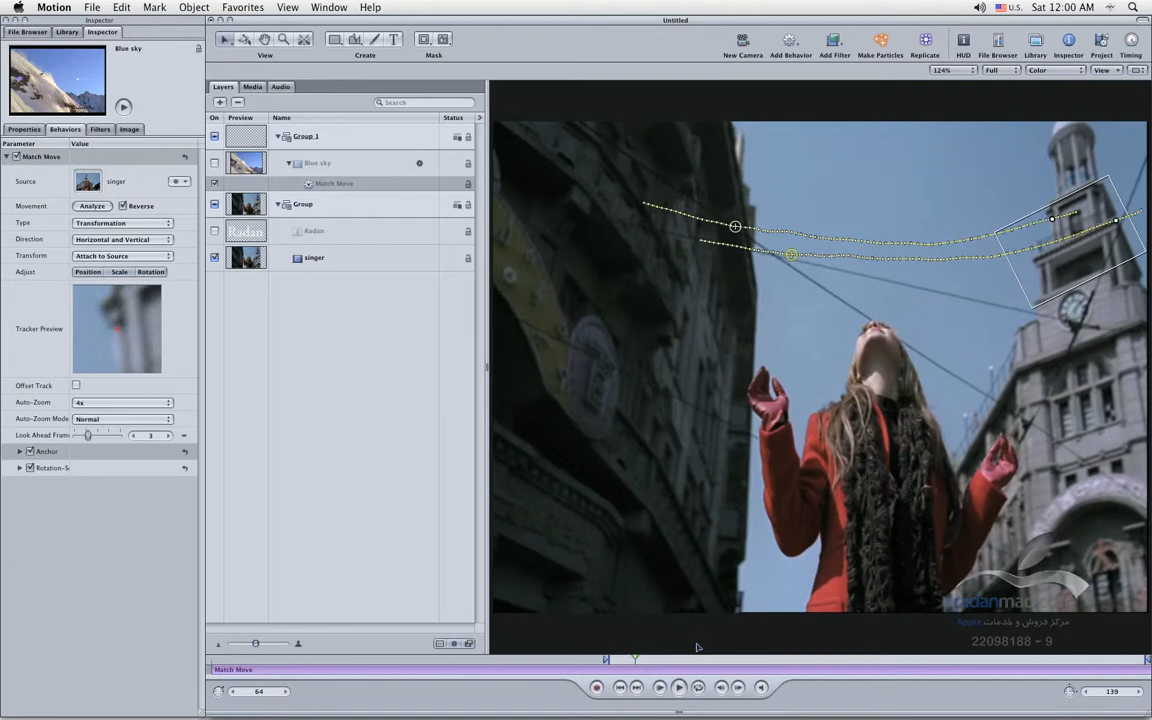 Motion File Edit Mark Object Favorites View Window Help
U.S. Sat 12:00 AM
Inspector
Untitled
File Browser Library Inspector
Blue sky
View
Create
Mask
New Camera Add Behavior Add Filter Make Particles Replicate HUD File Browser Library Inspector Project Timing
124% Full Color View
Layers Media Audio
Search
On Preview Name Status
Properties Behaviors Filters Image
Parameter Value
Match Move
Source singer
Movement Analyze Reverse
Type Transformation
Direction Horizontal and Vertical
Transform Attach to Source
Adjust Position Scale Rotation
Tracker Preview
Offset Track
Auto-Zoom 4x
Auto-Zoom Mode Normal
Look Ahead Fram 3
Anchor
Rotation-S
Group 1
Blue sky
Match Move
Group
Radan
Radan
singer
مرکز فروش و خدمات Apple
22098188 - 9
Match Move
64
139